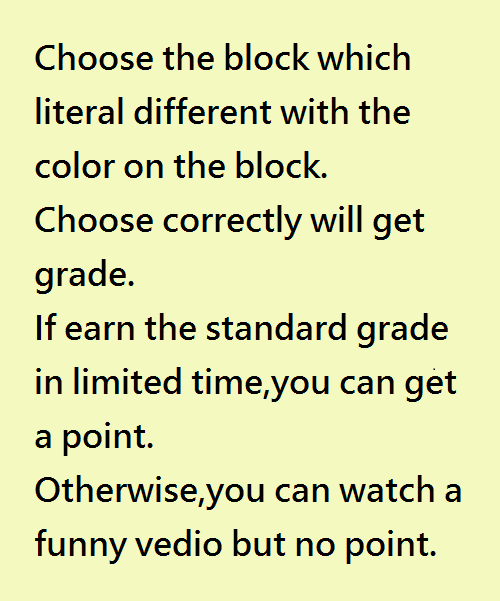 Choose the block which
literal different with the
color on the block.
Choose correctly will get
grade.
If earn the standard grade
in limited time,you can get
a point.
Otherwise,you can watch a
funny vedio but no point.